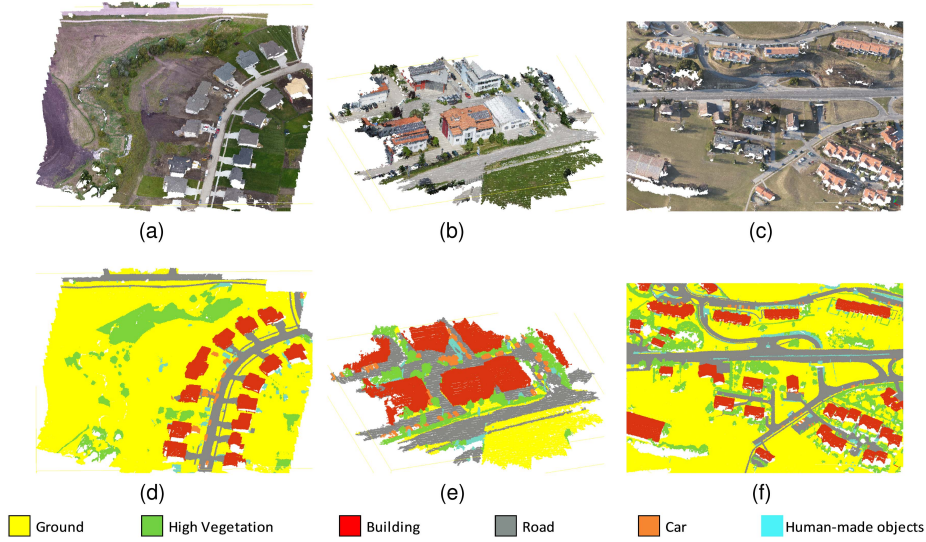 (a) (b) (c)
(d) (e) (f)
Ground High Vegetation Building Road Car Human-made objects